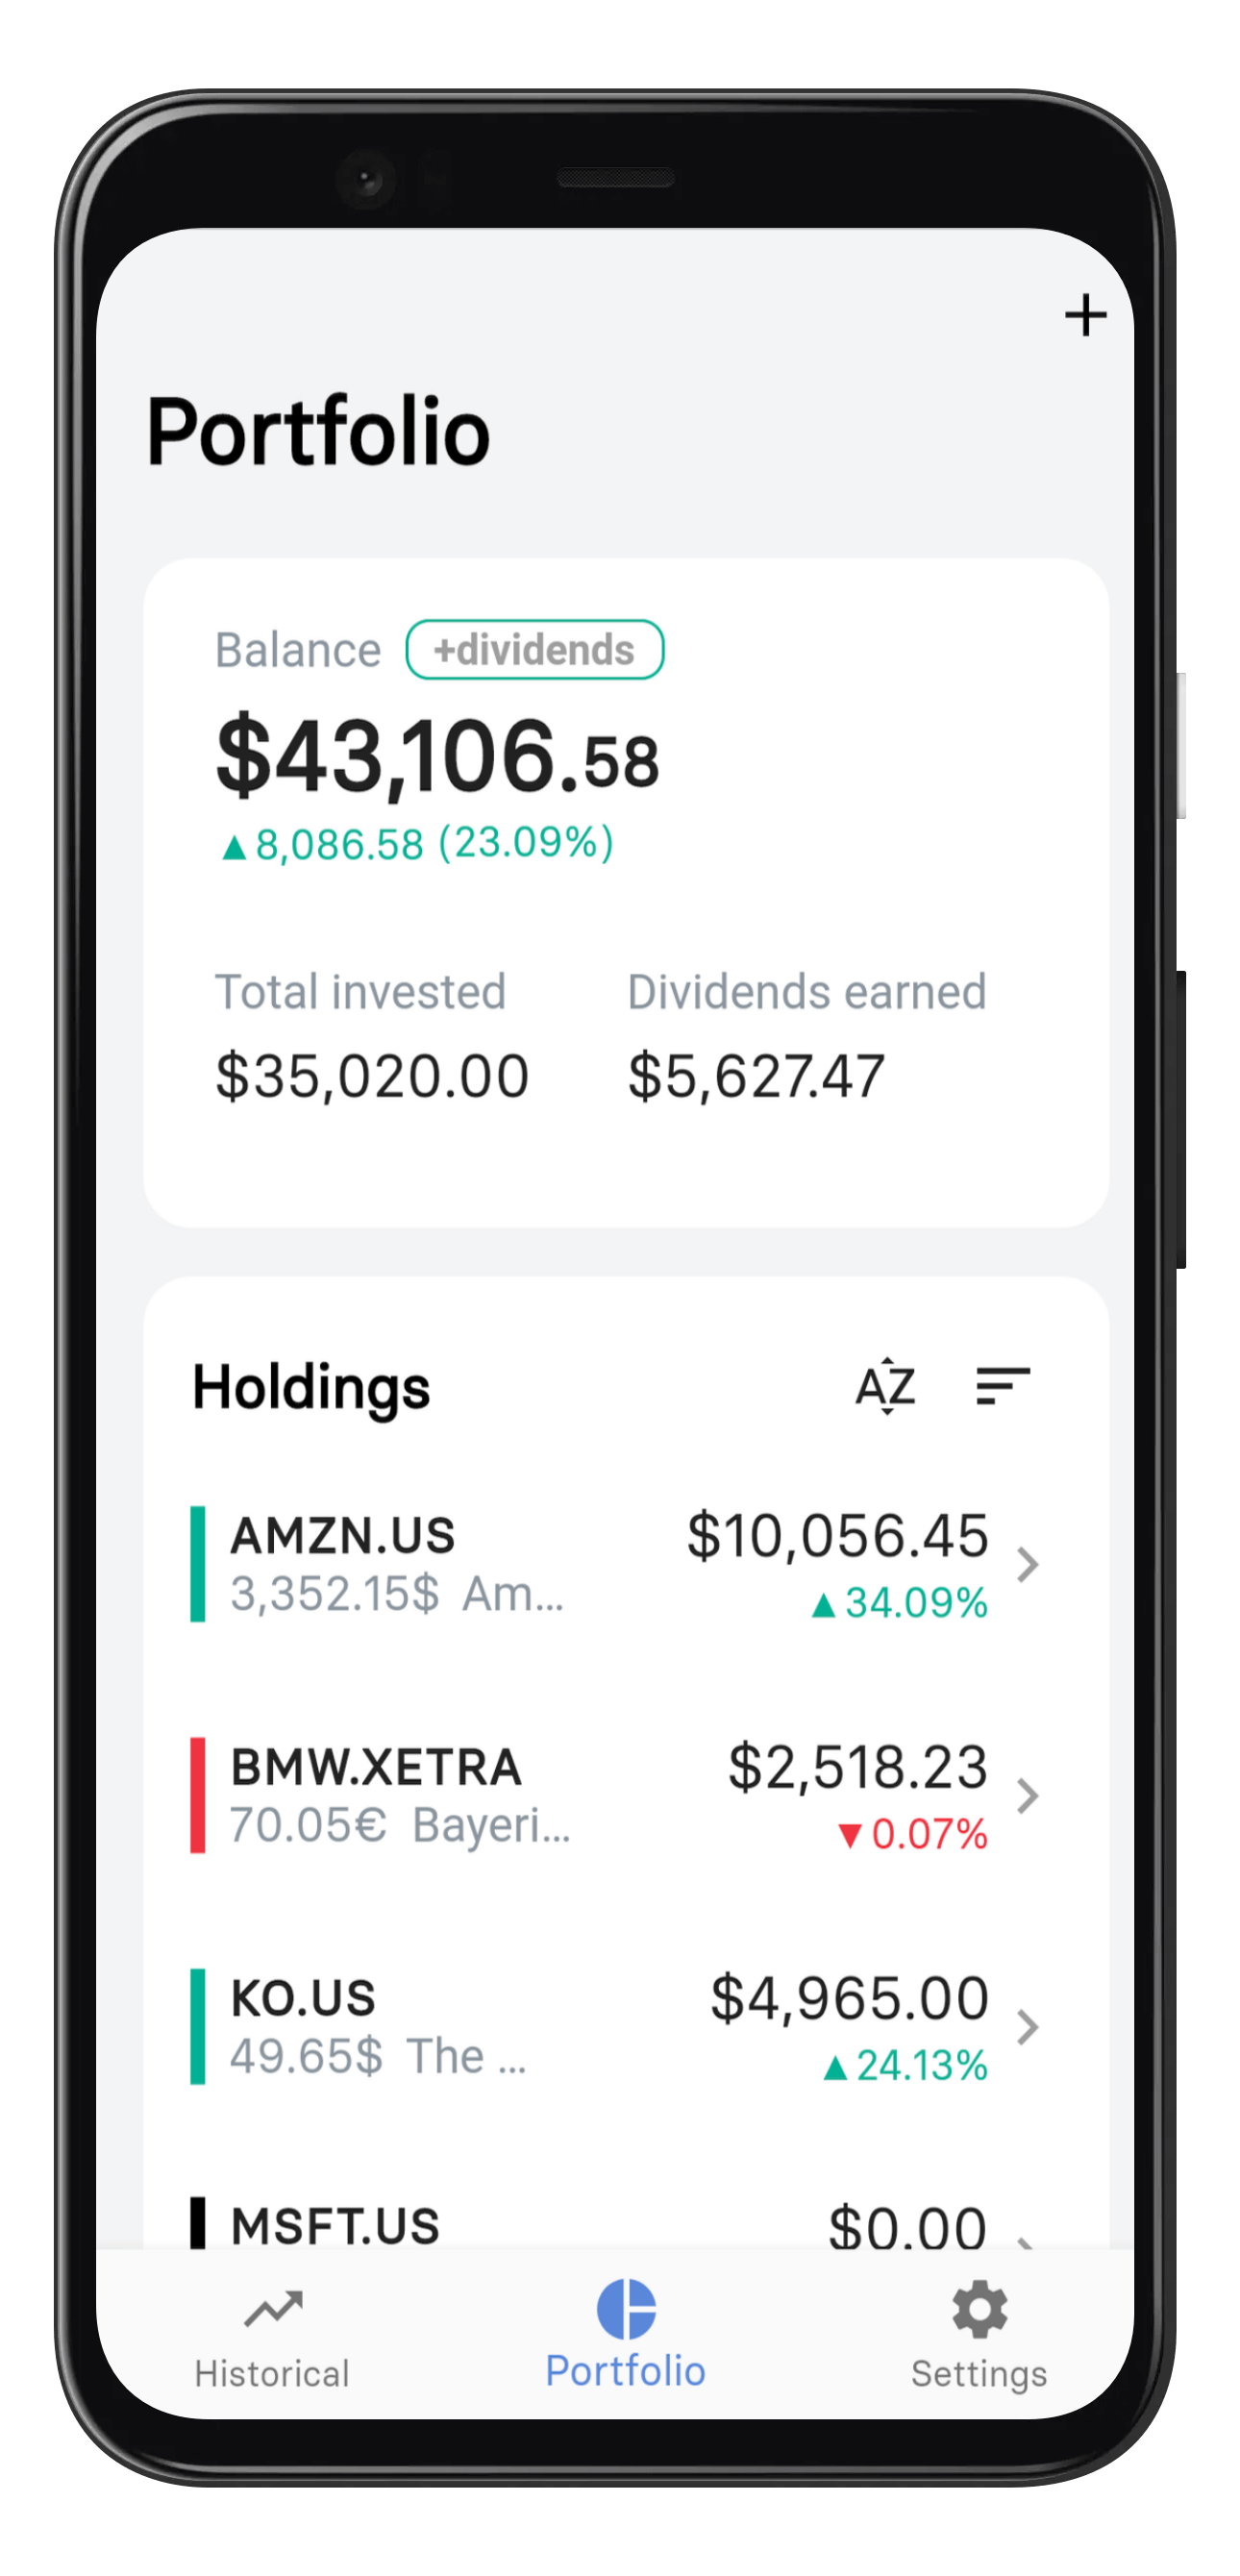 +
Portfolio
Balance +dividends
$43,106.58
▲8,086.58 (23.09%)
Total invested Dividends earned
$35,020.00 $5,627.47
Holdings AZ
AMZN.US $10,056.45
3,352.15$ Am... ▲34.09%
BMW.XETRA $2,518.23
70.05€ Bayeri... ▼0.07%
KO.US $4,965.00
49.65$ The ... ▲24.13%
MSFT.US $0.00
Historical Portfolio Settings